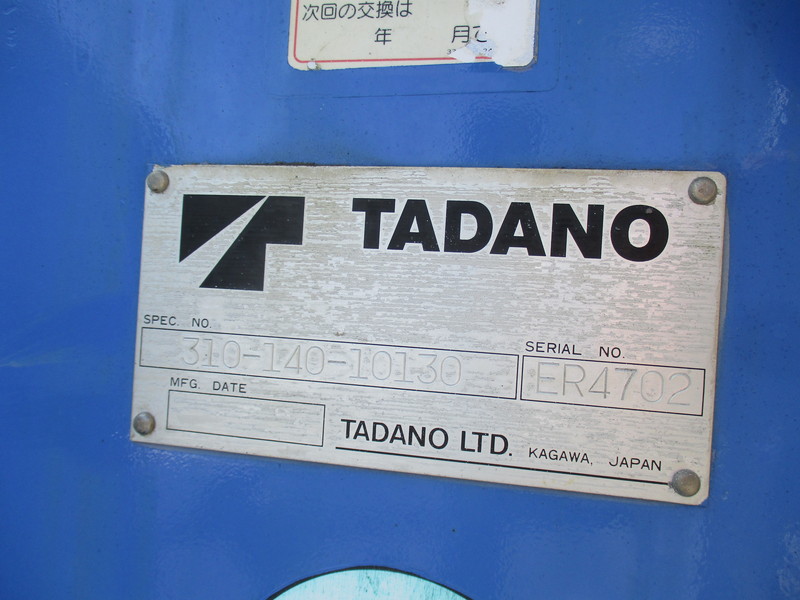 次回の交換は
年 月で
TADANO
SPEC. NO.
310-140-10130
SERIAL NO.
ER4702
MFG. DATE
TADANO LTD. KAGAWA, JAPAN